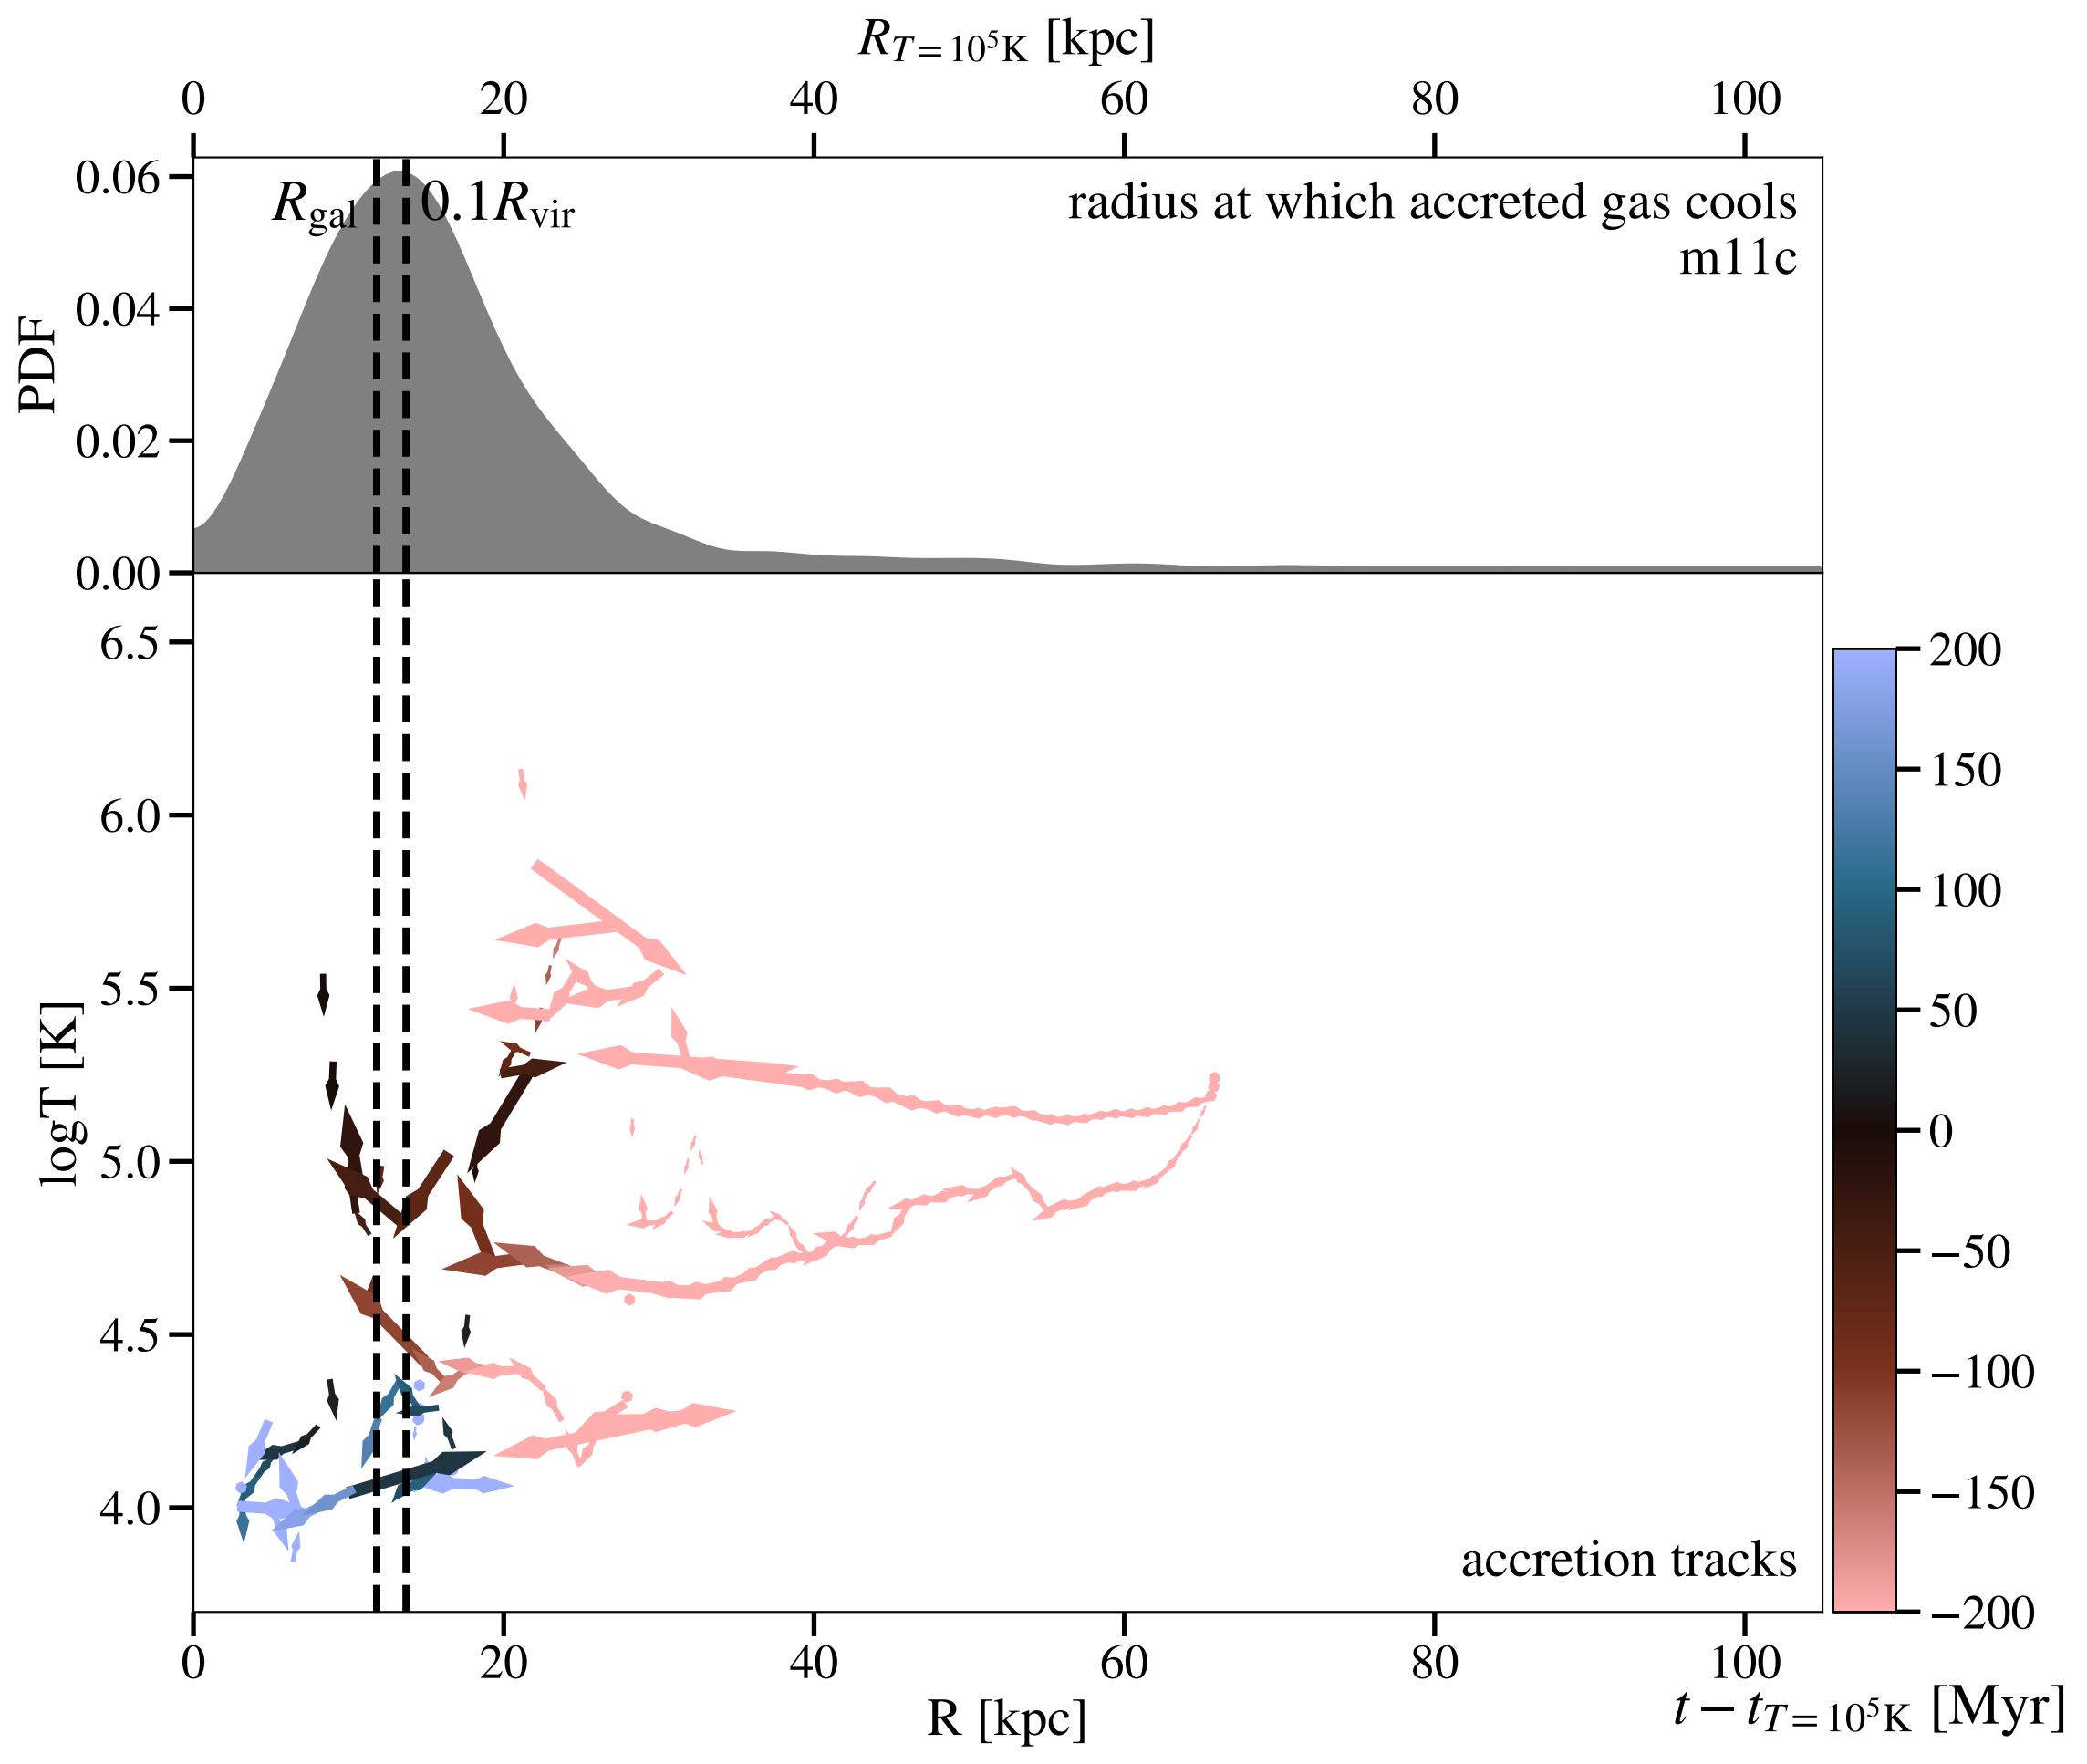 R_{T=10^5K} [kpc]
0 20 40 60 80 100
0.06
0.04
0.02
0.00
PDF
R_gal 0.1R_vir
radius at which accreted gas cools
m11c
6.5
6.0
5.5
5.0
4.5
4.0
logT [K]
accretion tracks
0 20 40 60 80 100
R [kpc]
200
150
100
50
0
−50
−100
−150
−200
t − t_{T=10^5K} [Myr]